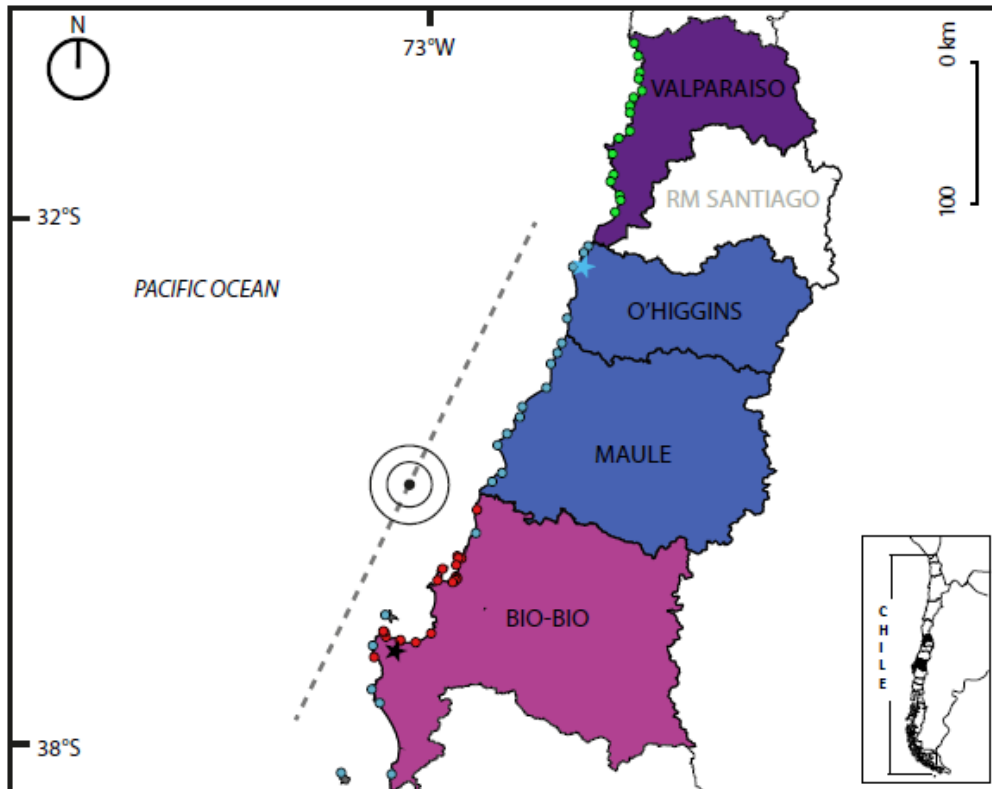 N
73°W
0 km
100
VALPARAISO
RM SANTIAGO
32°S
PACIFIC OCEAN
O'HIGGINS
MAULE
BIO-BIO
CHILE
38°S